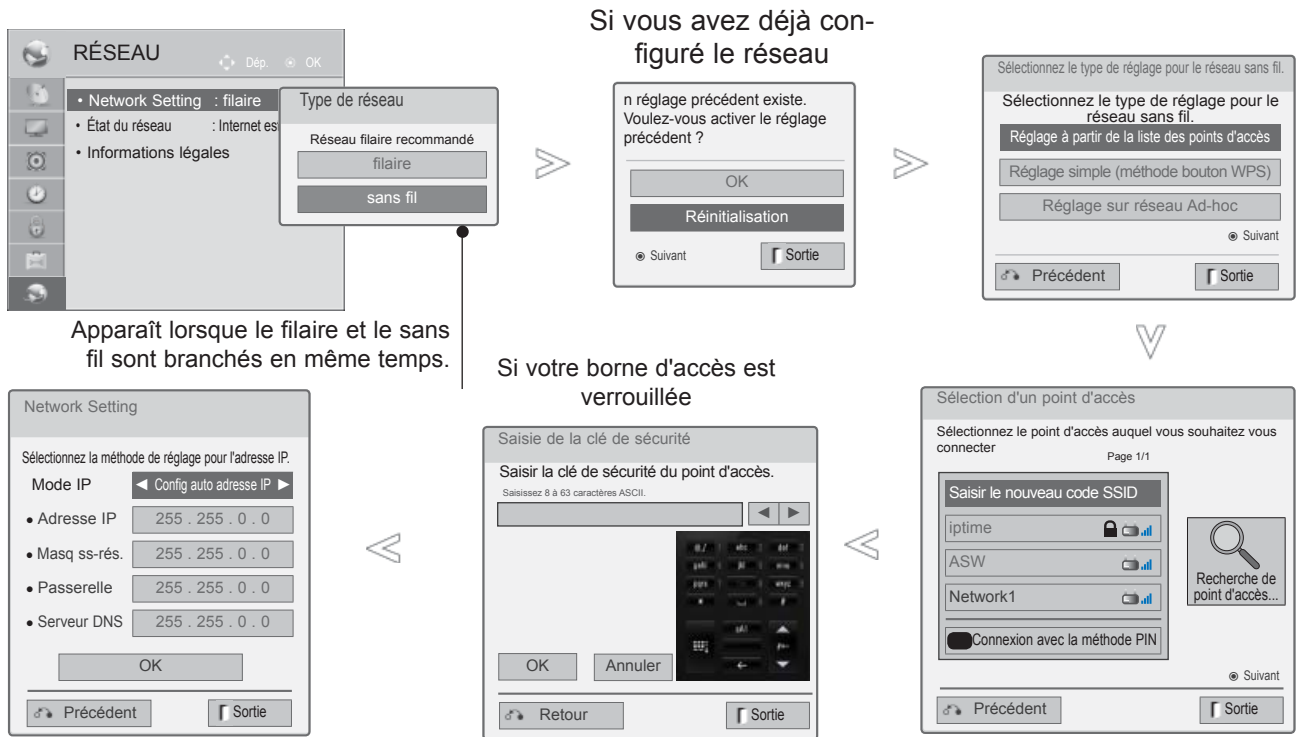 RÉSEAU
Dép.
OK
• Network Setting : filaire
• État du réseau : Internet es
• Informations légales
Type de réseau
Réseau filaire recommandé
filaire
sans fil
Apparaît lorsque le filaire et le sans
fil sont branchés en même temps.
Si vous avez déjà con-
figuré le réseau
n réglage précédent existe.
Voulez-vous activer le réglage
précédent ?
OK
Réinitialisation
Suivant
Sortie
Sélectionnez le type de réglage pour le réseau sans fil.
Sélectionnez le type de réglage pour le
réseau sans fil.
Réglage à partir de la liste des points d'accès
Réglage simple (méthode bouton WPS)
Réglage sur réseau Ad-hoc
Suivant
Précédent
Sortie
Sélection d'un point d'accès
Sélectionnez le point d'accès auquel vous souhaitez vous
connecter
Page 1/1
Saisir le nouveau code SSID
iptime
ASW
Network1
Connexion avec la méthode PIN
Recherche de
point d'accès...
Suivant
Précédent
Sortie
Si votre borne d'accès est
verrouillée
Saisie de la clé de sécurité
Saisir la clé de sécurité du point d'accès.
Saisissez 8 à 63 caractères ASCII.
OK
Annuler
Retour
Sortie
Network Setting
Sélectionnez la méthode de réglage pour l'adresse IP.
Mode IP ◄ Config auto adresse IP ►
• Adresse IP 255 . 255 . 0 . 0
• Masq ss-rés. 255 . 255 . 0 . 0
• Passerelle 255 . 255 . 0 . 0
• Serveur DNS 255 . 255 . 0 . 0
OK
Précédent
Sortie